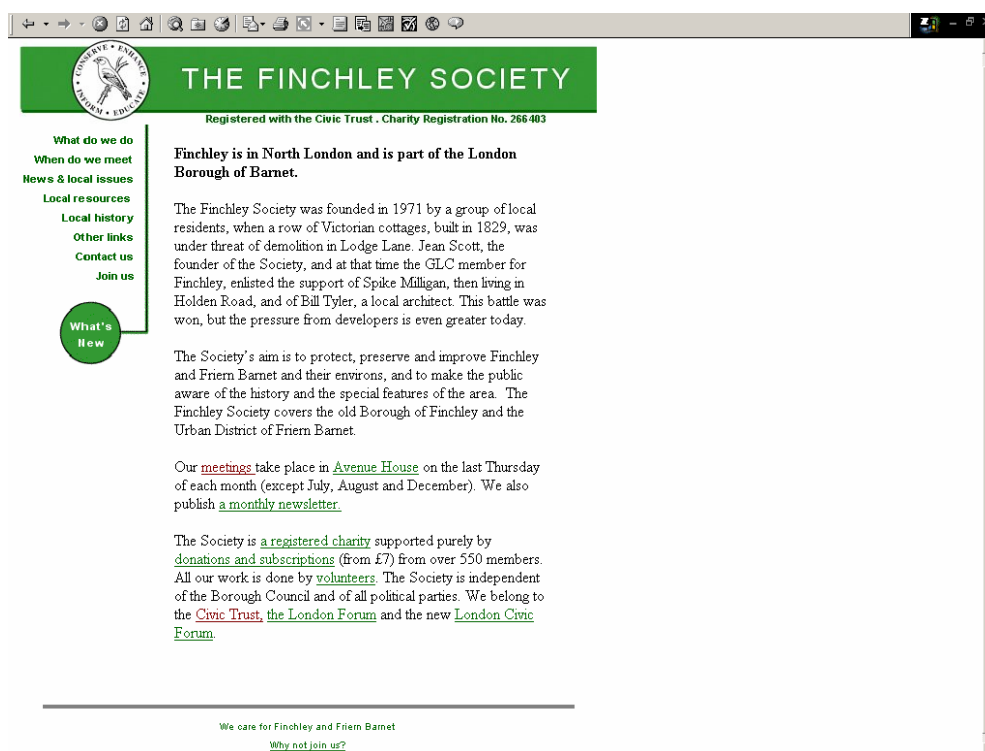 CONSERVE • ENHANCE
INFORM • EDUCATE
THE FINCHLEY SOCIETY
Registered with the Civic Trust . Charity Registration No. 266403
What do we do
When do we meet
News & local issues
Local resources
Local history
Other links
Contact us
Join us
What's
New
Finchley is in North London and is part of the London
Borough of Barnet.
The Finchley Society was founded in 1971 by a group of local
residents, when a row of Victorian cottages, built in 1829, was
under threat of demolition in Lodge Lane. Jean Scott, the
founder of the Society, and at that time the GLC member for
Finchley, enlisted the support of Spike Milligan, then living in
Holden Road, and of Bill Tyler, a local architect. This battle was
won, but the pressure from developers is even greater today.
The Society's aim is to protect, preserve and improve Finchley
and Friern Barnet and their environs, and to make the public
aware of the history and the special features of the area. The
Finchley Society covers the old Borough of Finchley and the
Urban District of Friern Barnet.
Our meetings take place in Avenue House on the last Thursday
of each month (except July, August and December). We also
publish a monthly newsletter.
The Society is a registered charity supported purely by
donations and subscriptions (from £7) from over 550 members.
All our work is done by volunteers. The Society is independent
of the Borough Council and of all political parties. We belong to
the Civic Trust, the London Forum and the new London Civic
Forum.
We care for Finchley and Friern Barnet
Why not join us?